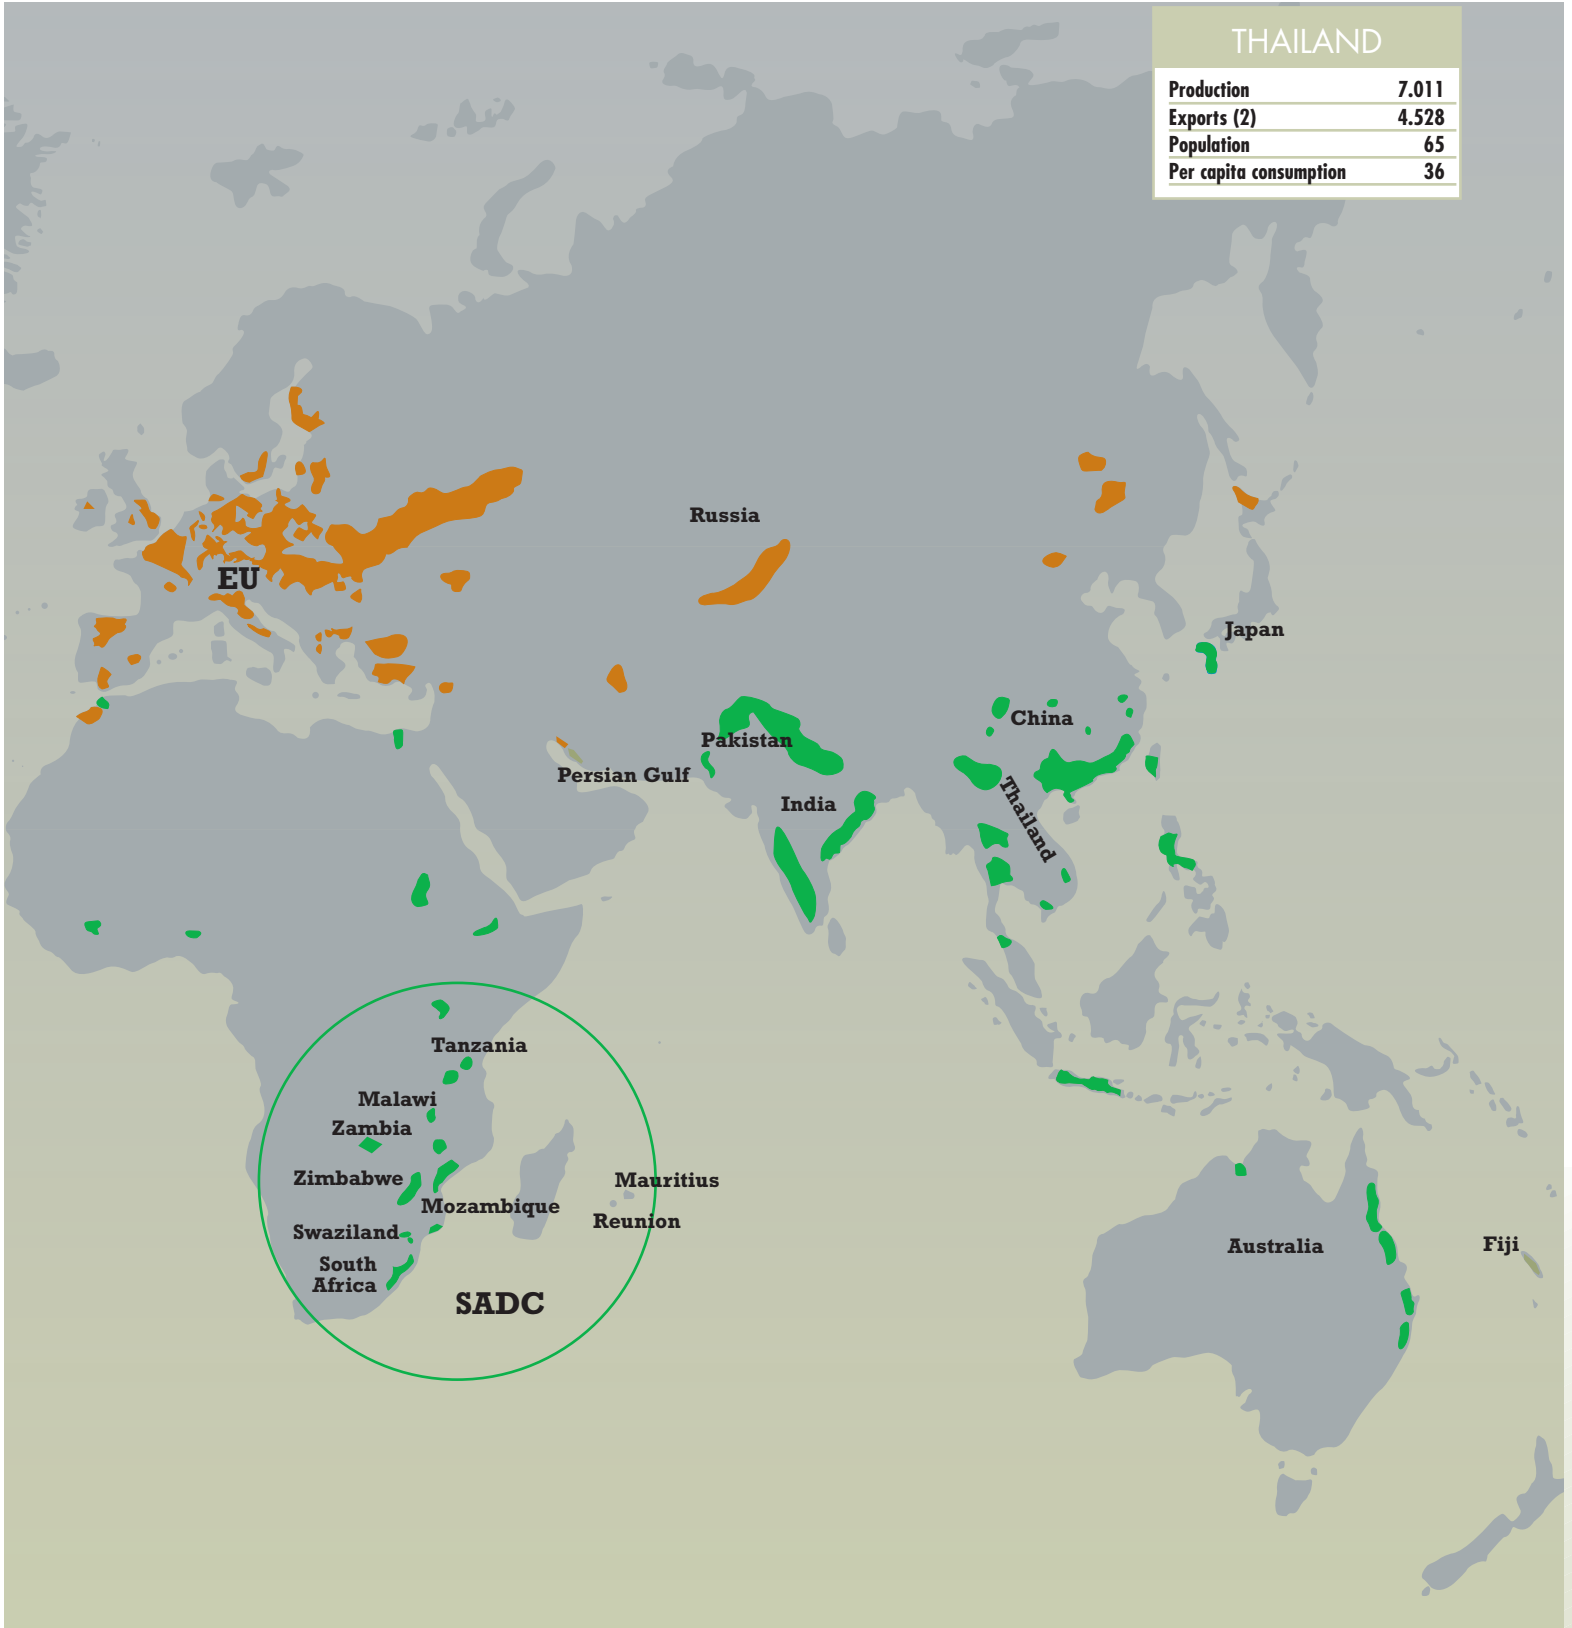 THAILAND
Production 7.011
Exports (2) 4.528
Population 65
Per capita consumption 36
Russia
EU
Japan
China
Pakistan
Persian Gulf
India
Thailand
Tanzania
Malawi
Zambia
Zimbabwe
Mauritius
Mozambique
Reunion
Swaziland
South
Africa
SADC
Australia
Fiji